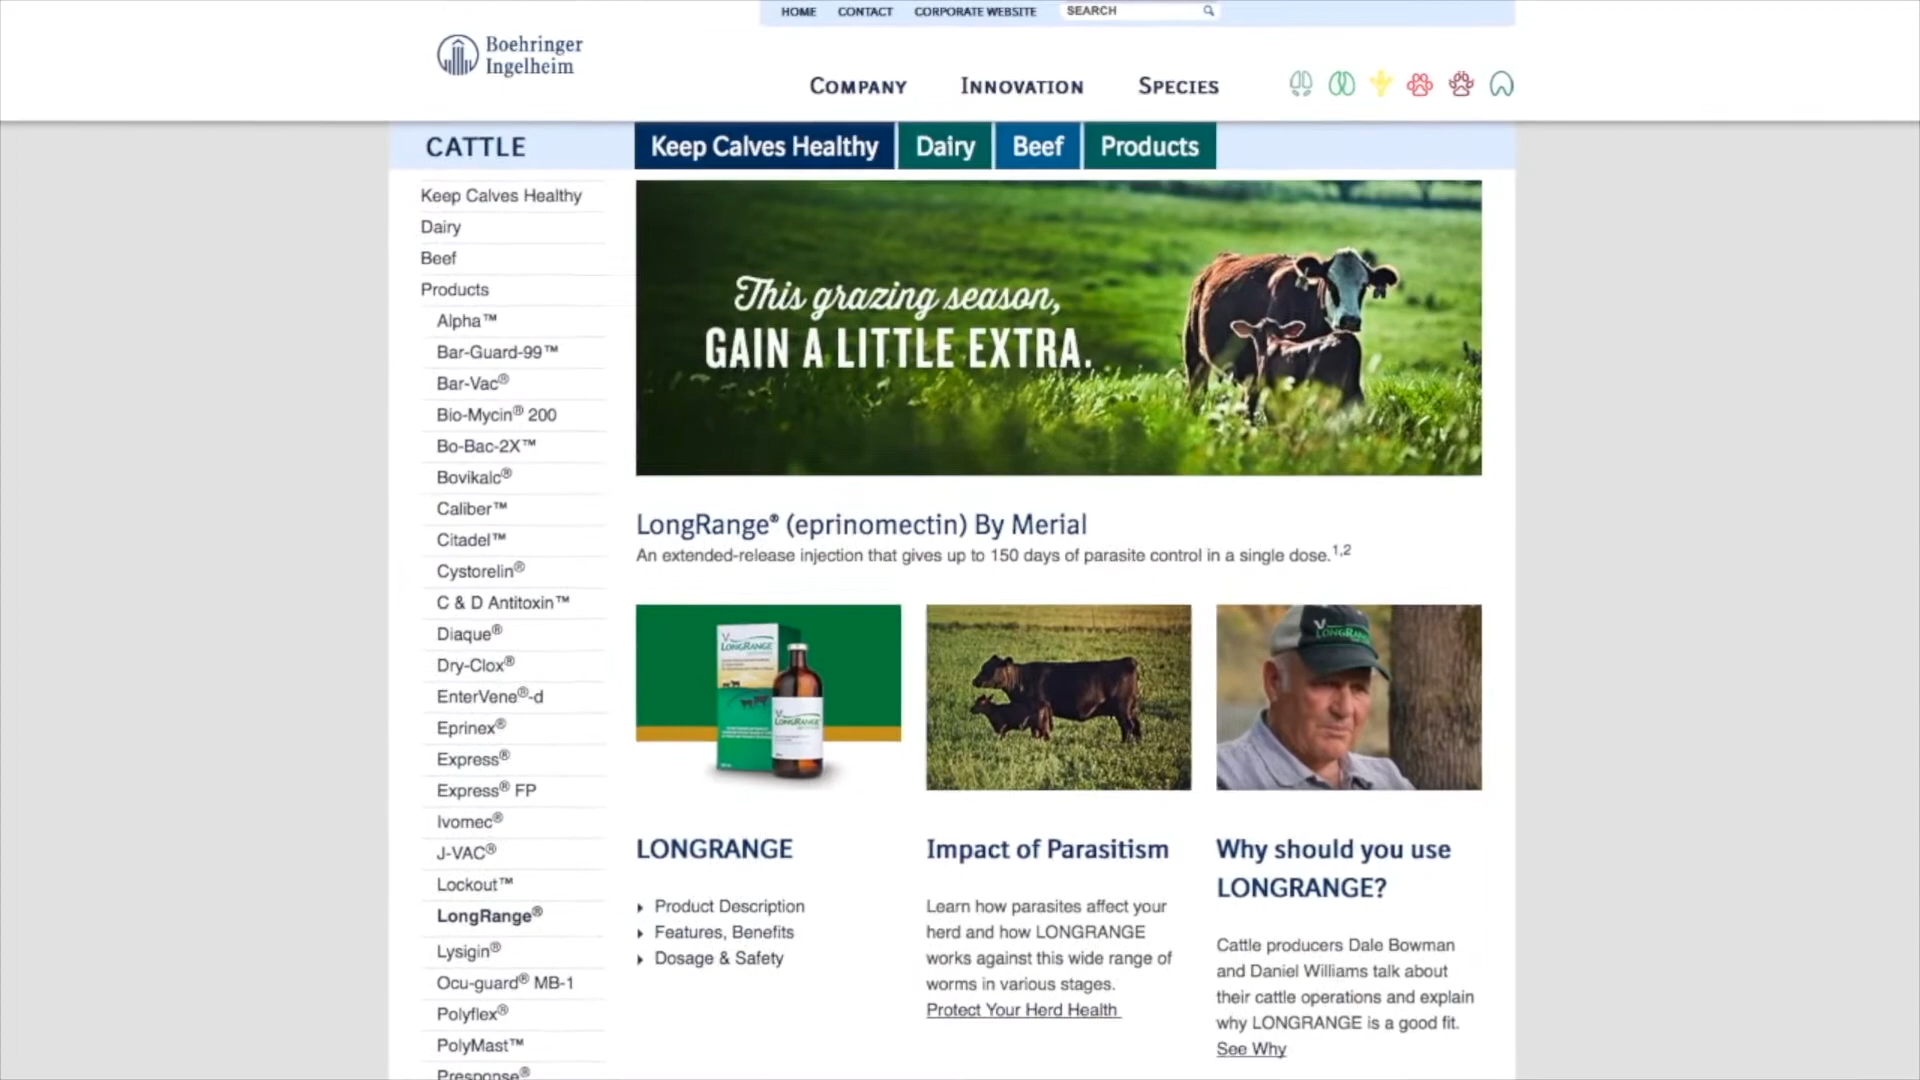 HOME CONTACT CORPORATE WEBSITE SEARCH
Boehringer
Ingelheim
COMPANY INNOVATION SPECIES
CATTLE
Keep Calves Healthy Dairy Beef Products
Keep Calves Healthy
Dairy
Beef
Products
Alpha™
Bar-Guard-99™
Bar-Vac®
Bio-Mycin® 200
Bo-Bac-2X™
Bovikalc®
Caliber™
Citadel™
Cystorelin®
C & D Antitoxin™
Diaque®
Dry-Clox®
EnterVene®-d
Eprinex®
Express®
Express® FP
Ivomec®
J-VAC®
Lockout™
LongRange®
Lysigin®
Ocu-guard® MB-1
Polyflex®
PolyMast™
Presponse®
This grazing season,
GAIN A LITTLE EXTRA.
LongRange® (eprinomectin) By Merial
An extended-release injection that gives up to 150 days of parasite control in a single dose.1,2
LONGRANGE
LONGRANGE
LONGRANGE
LONGRANGE
Product Description
Features, Benefits
Dosage & Safety
Impact of Parasitism
Learn how parasites affect your
herd and how LONGRANGE
works against this wide range of
worms in various stages.
Protect Your Herd Health
Why should you use
LONGRANGE?
Cattle producers Dale Bowman
and Daniel Williams talk about
their cattle operations and explain
why LONGRANGE is a good fit.
See Why